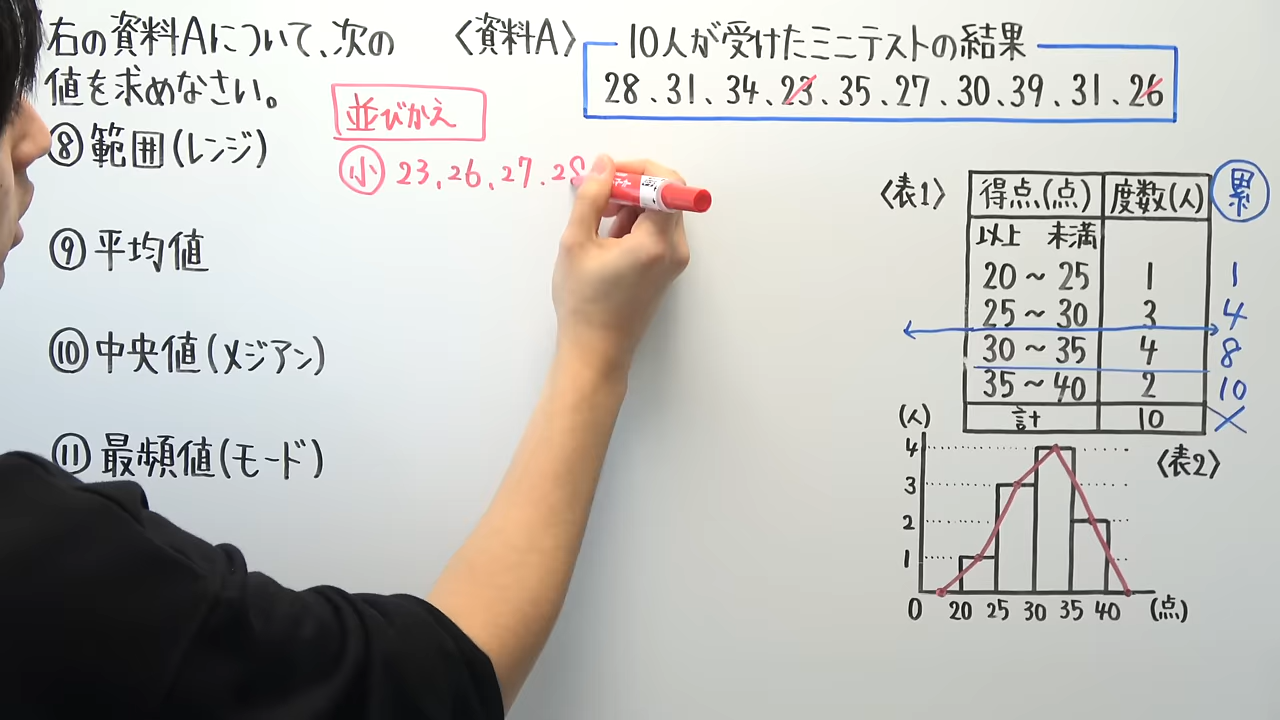 右の資料Aについて、次の
値を求めなさい。
〈資料A〉
10人が受けたミニテストの結果
28、31、34、23、35、27、30、39、31、26
並びかえ
小 23、26、27、28
⑧範囲(レンジ)
⑨平均値
⑩中央値(メジアン)
⑪最頻値(モード)
〈表1〉
得点(点) 度数(人) 累
以上 未満
20~25 1 1
25~30 3 4
30~35 4 8
35~40 2 10
計 10
〈表2〉
(人)
4
3
2
1
0 20 25 30 35 40 (点)